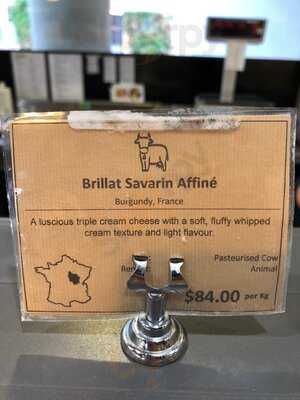 Brillat Savarin Affiné
Burgundy, France
A luscious triple cream cheese with a soft, fluffy whipped
cream texture and light flavour.
Pasteurised Cow
Animal
$84.00 per Kg